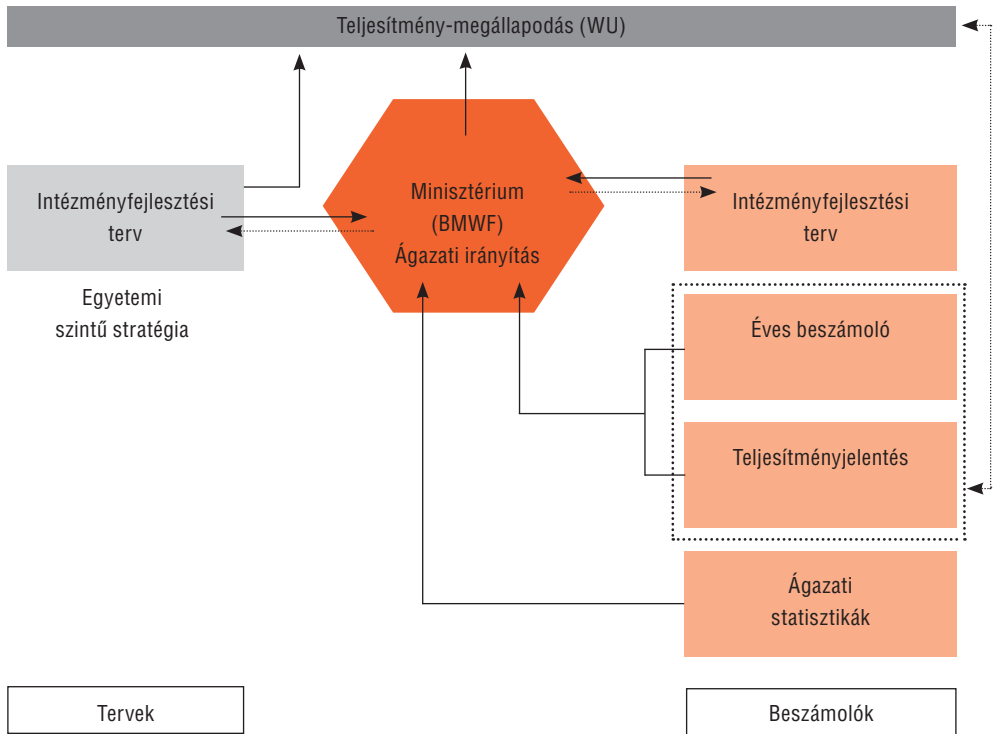 Teljesítmény-megállapodás (WU)
Intézményfejlesztési
terv
Egyetemi
szintű stratégia
Minisztérium
(BMWF)
Ágazati irányítás
Intézményfejlesztési
terv
Éves beszámoló
Teljesítményjelentés
Ágazati
statisztikák
Tervek
Beszámolók